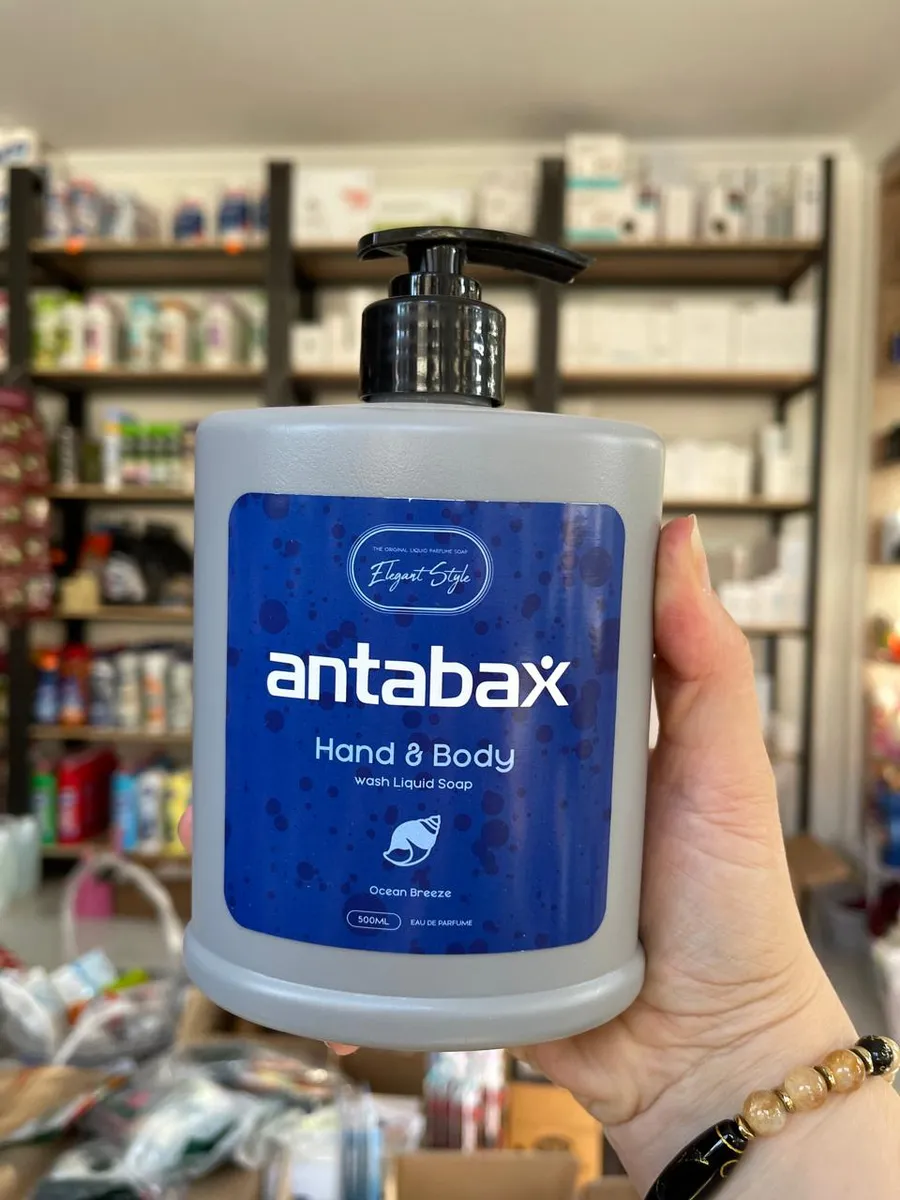 THE ORIGINAL LIQUID PARFUME SOAP
Elegant Style
antabax
Hand & Body
wash Liquid Soap
Ocean Breeze
500ML EAU DE PARFUME